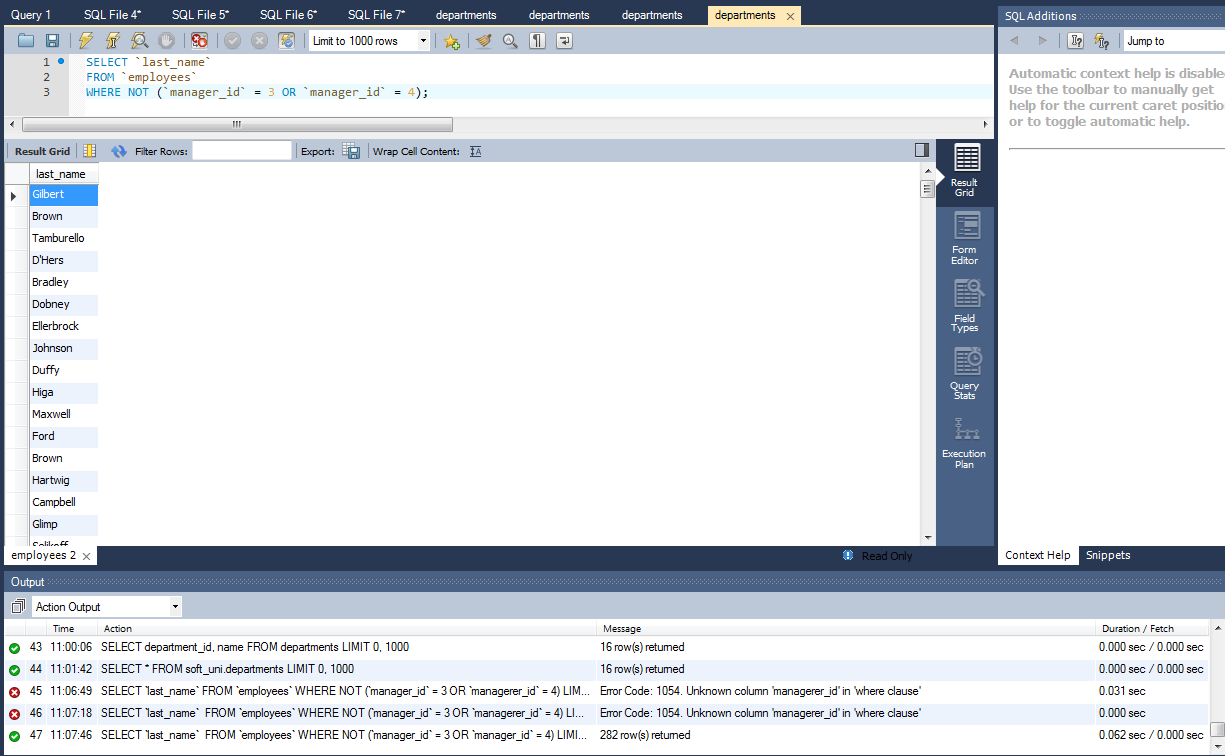 Query 1 SQL File 4* SQL File 5* SQL File 6* SQL File 7* departments departments departments departments
SQL Additions
Limit to 1000 rows
Jump to
1 SELECT `last_name`
2 FROM `employees`
3 WHERE NOT (`manager_id` = 3 OR `manager_id` = 4);
Automatic context help is disable
Use the toolbar to manually get
help for the current caret positio
or to toggle automatic help.
Result Grid Filter Rows: Export: Wrap Cell Content:
last_name
Gilbert
Brown
Tamburello
D'Hers
Bradley
Dobney
Ellerbrock
Johnson
Duffy
Higa
Maxwell
Ford
Brown
Hartwig
Campbell
Glimp
Result
Grid
Form
Editor
Field
Types
Query
Stats
Execution
Plan
employees 2
Read Only
Context Help Snippets
Output
Action Output
Time Action Message Duration / Fetch
43 11:00:06 SELECT department_id, name FROM departments LIMIT 0, 1000 16 row(s) returned 0.000 sec / 0.000 sec
44 11:01:42 SELECT * FROM soft_uni.departments LIMIT 0, 1000 16 row(s) returned 0.000 sec / 0.000 sec
45 11:06:49 SELECT `last_name` FROM `employees` WHERE NOT (`manager_id` = 3 OR `managerer_id` = 4) LIM... Error Code: 1054. Unknown column 'managerer_id' in 'where clause' 0.031 sec
46 11:07:18 SELECT `last_name` FROM `employees` WHERE NOT (`manager_id` = 3 OR `managerer_id` = 4) LI... Error Code: 1054. Unknown column 'managerer_id' in 'where clause' 0.000 sec
47 11:07:46 SELECT `last_name` FROM `employees` WHERE NOT (`manager_id` = 3 OR `manager_id` = 4) LIMI... 282 row(s) returned 0.062 sec / 0.000 sec